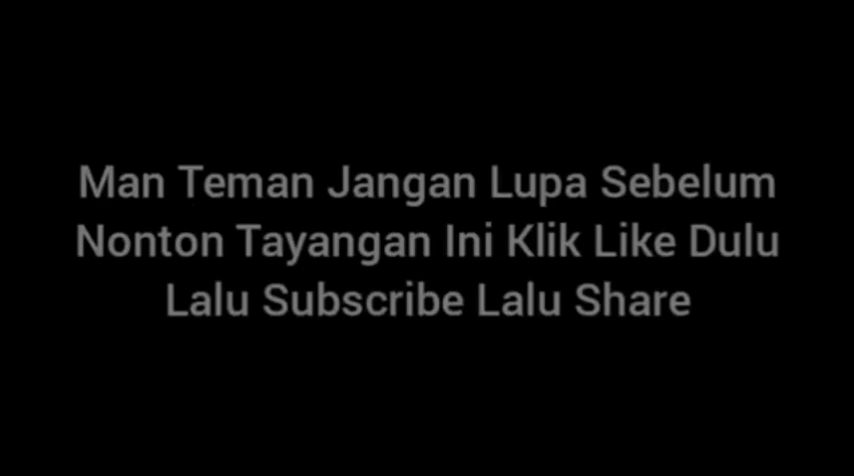 Man Teman Jangan Lupa Sebelum
Nonton Tayangan Ini Klik Like Dulu
Lalu Subscribe Lalu Share